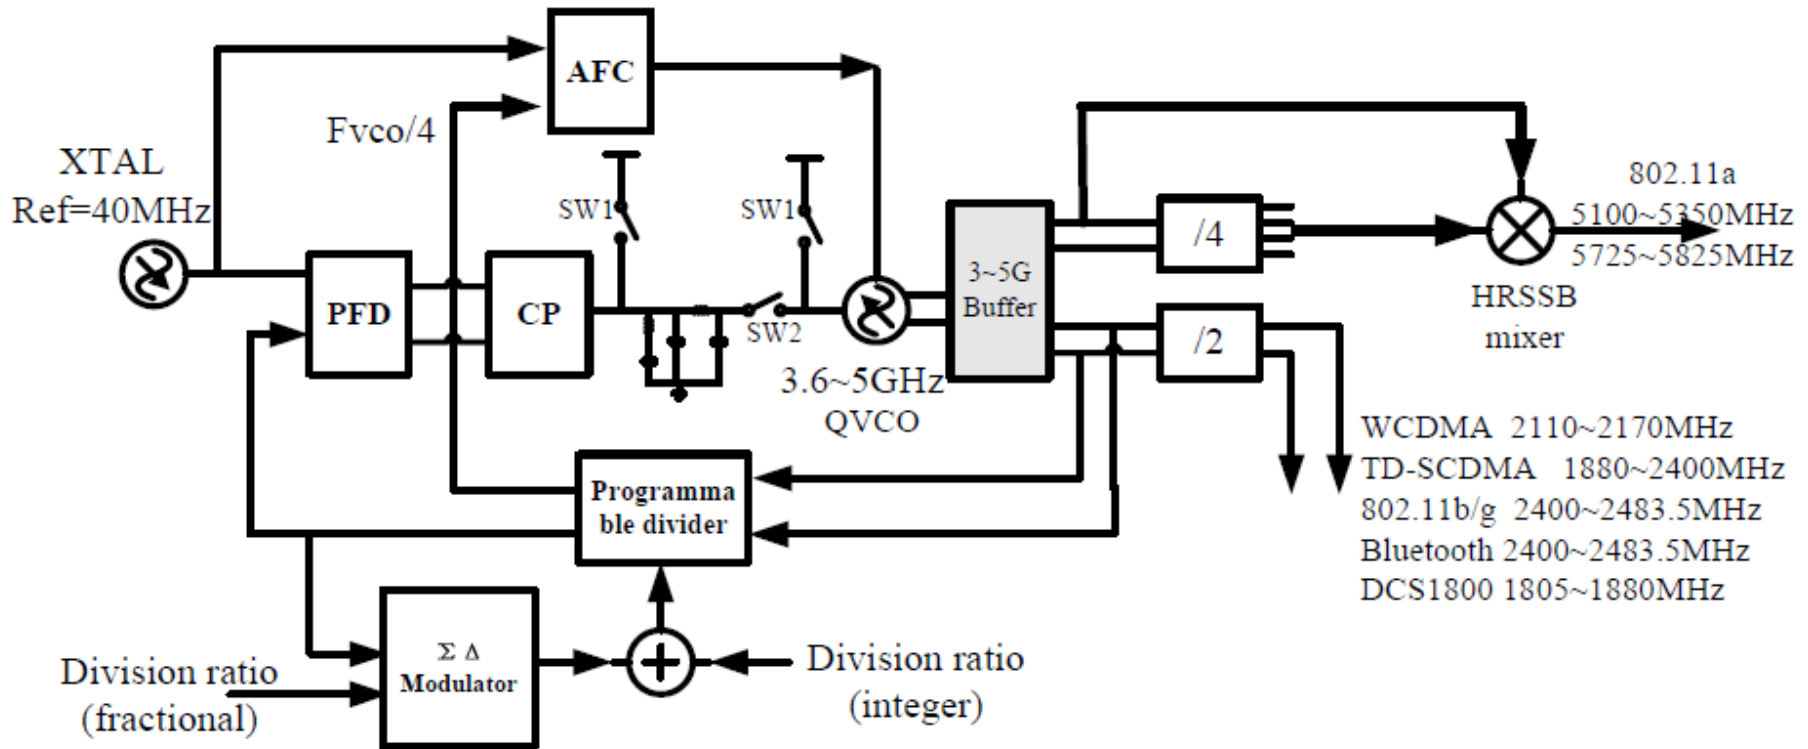 AFC
Fvco/4
XTAL
Ref=40MHz
SW1
SW1
802.11a
5100~5350MHz
5725~5825MHz
/4
3~5G
Buffer
PFD
CP
SW2
HRSSB
mixer
/2
3.6~5GHz
QVCO
WCDMA 2110~2170MHz
TD-SCDMA 1880~2400MHz
802.11b/g 2400~2483.5MHz
Bluetooth 2400~2483.5MHz
DCS1800 1805~1880MHz
Programma
ble divider
Σ Δ
Modulator
Division ratio
(fractional)
Division ratio
(integer)